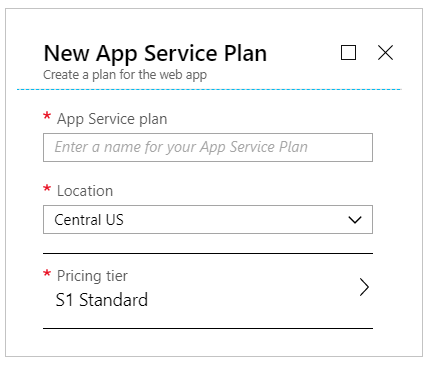 New App Service Plan
Create a plan for the web app
* App Service plan
Enter a name for your App Service Plan
* Location
Central US
* Pricing tier
S1 Standard